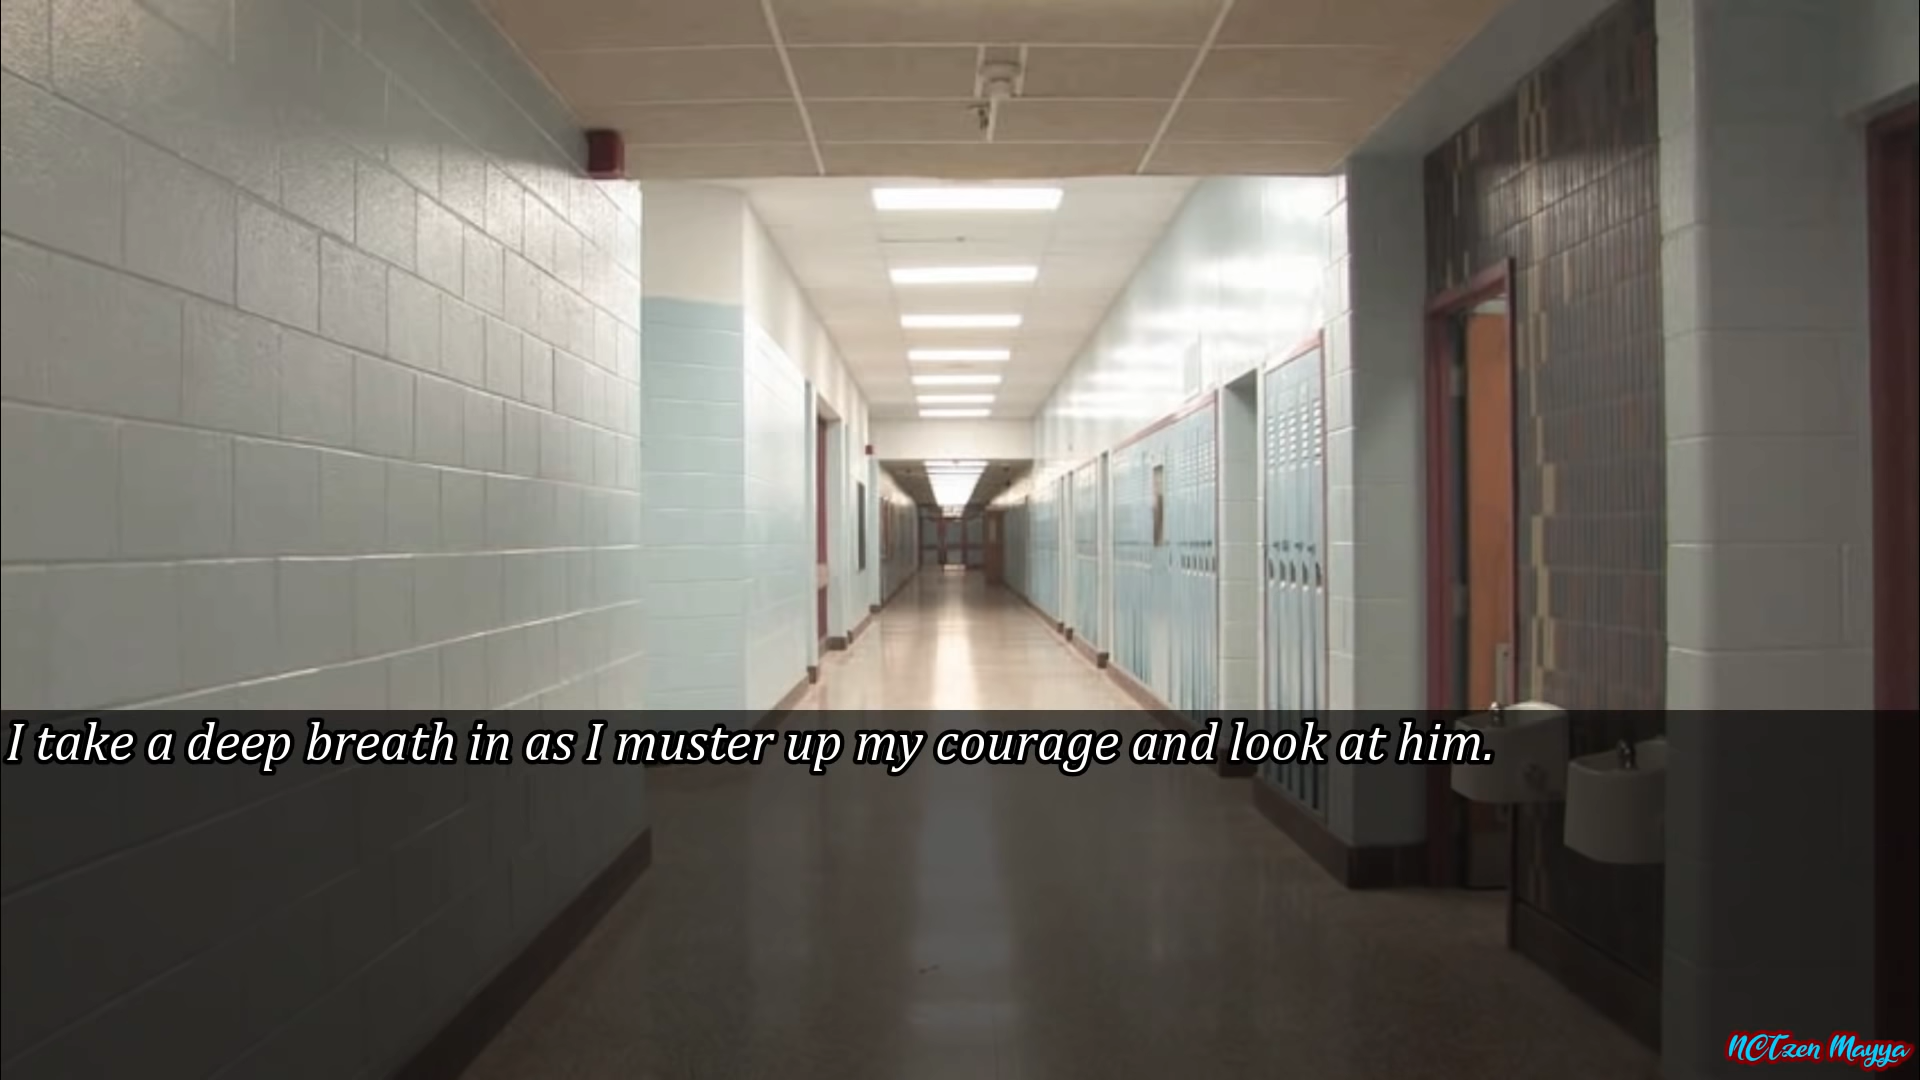 I take a deep breath in as I muster up my courage and look at him.
NCTzen Mayya